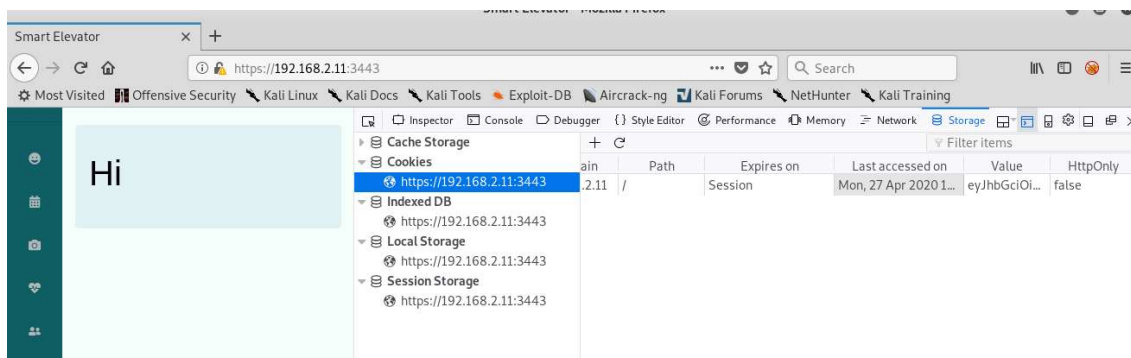 Smart Elevator - Mozilla Firefox
Smart Elevator × +
https://192.168.2.11:3443 ... Search
Most Visited Offensive Security Kali Linux Kali Docs Kali Tools Exploit-DB Aircrack-ng Kali Forums NetHunter Kali Training
Inspector Console Debugger {} Style Editor Performance Memory Network Storage
Cache Storage + Filter items
Cookies ain Path Expires on Last accessed on Value HttpOnly
https://192.168.2.11:3443 .2.11 / Session Mon, 27 Apr 2020 1... eyJhbGciOi... false
Hi
Indexed DB
https://192.168.2.11:3443
Local Storage
https://192.168.2.11:3443
Session Storage
https://192.168.2.11:3443